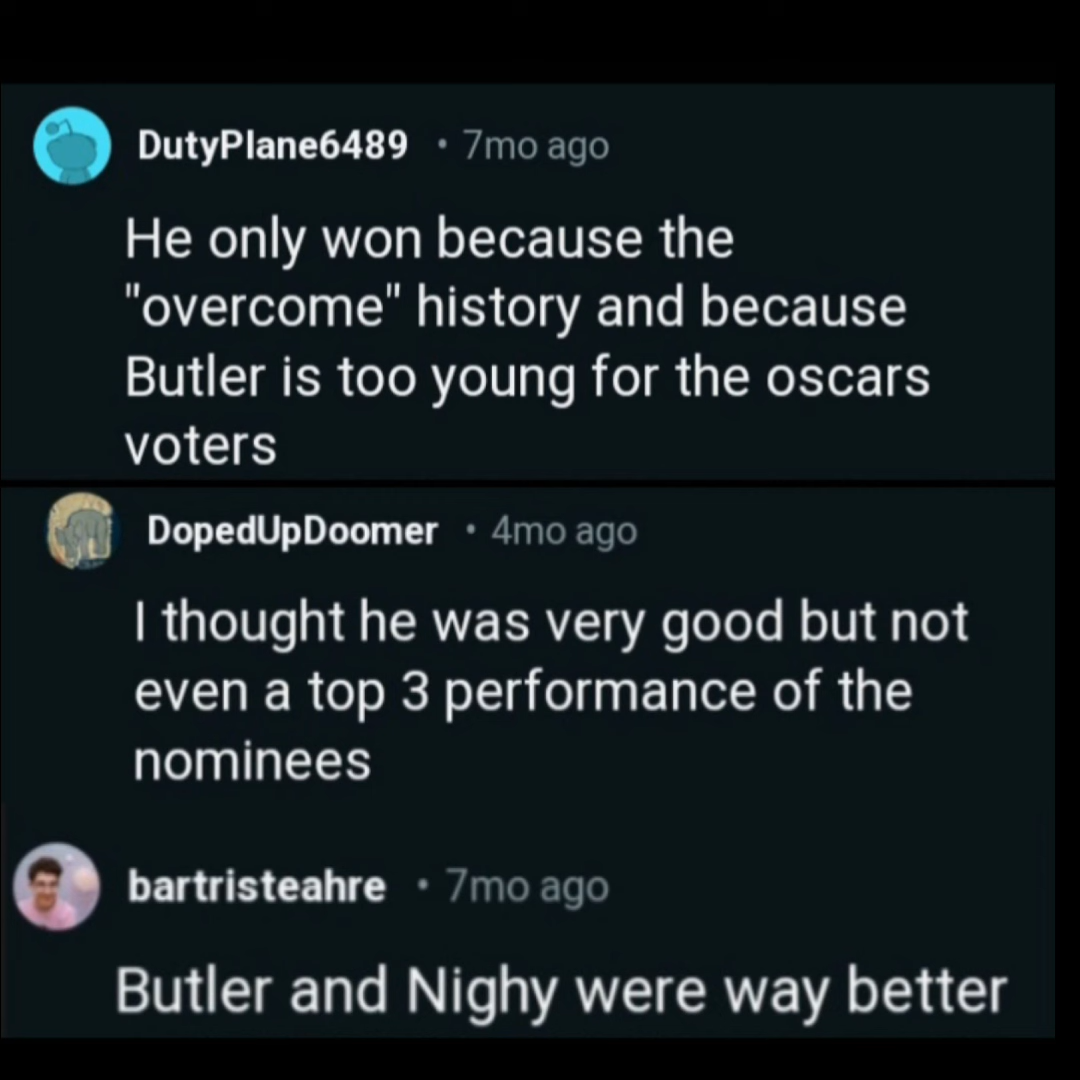 DutyPlane6489 • 7mo ago
He only won because the
"overcome" history and because
Butler is too young for the oscars
voters
DopedUpDoomer • 4mo ago
I thought he was very good but not
even a top 3 performance of the
nominees
bartristeahre • 7mo ago
Butler and Nighy were way better